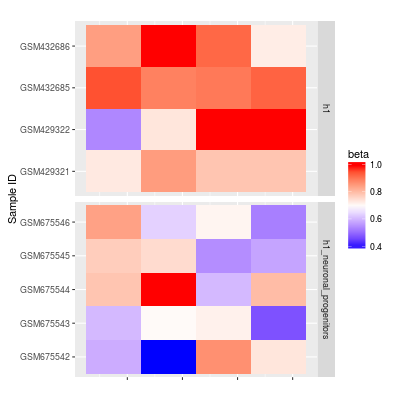 Sample ID
GSM432686
GSM432685
GSM429322
GSM429321
h1
GSM675546
GSM675545
GSM675544
GSM675543
GSM675542
h1_neuronal_progenitors
beta
1.0
0.8
0.6
0.4